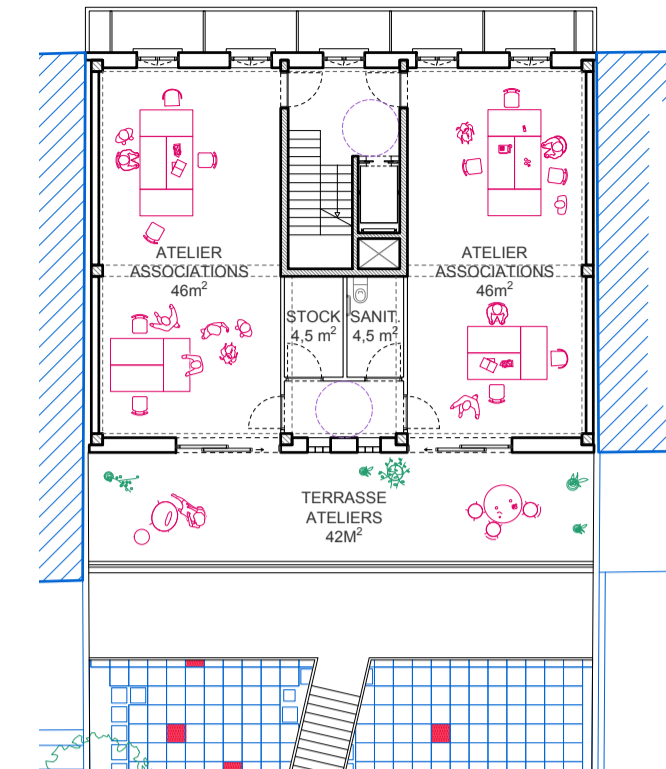 ATELIER
ASSOCIATIONS
46m²
ATELIER
ASSOCIATIONS
46m²
STOCK
4,5 m²
SANIT.
4,5 m²
TERRASSE
ATELIERS
42M²